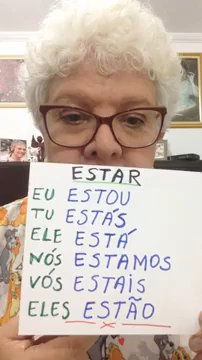 ESTAR
EU ESTOU
TU ESTÁS
ELE ESTÁ
NÓS ESTAMOS
VÓS ESTAIS
ELES ESTÃO